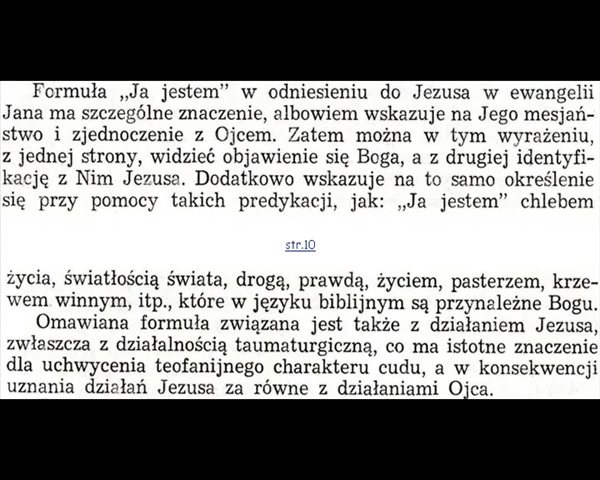 Formuła „Ja jestem” w odniesieniu do Jezusa w ewangelii
Jana ma szczególne znaczenie, albowiem wskazuje na Jego mesjań-
stwo i zjednoczenie z Ojcem. Zatem można w tym wyrażeniu,
z jednej strony, widzieć objawienie się Boga, a z drugiej identyfi-
kację z Nim Jezusa. Dodatkowo wskazuje na to samo określenie
się przy pomocy takich predykacji, jak: „Ja jestem” chlebem
str.10
życia, światłością świata, drogą, prawdą, życiem, pasterzem, krze-
wem winnym, itp., które w języku biblijnym są przynależne Bogu.
Omawiana formuła związana jest także z działaniem Jezusa,
zwłaszcza z działalnością taumaturgiczną, co ma istotne znaczenie
dla uchwycenia teofanijnego charakteru cudu, a w konsekwencji
uznania działań Jezusa za równe z działaniami Ojca.